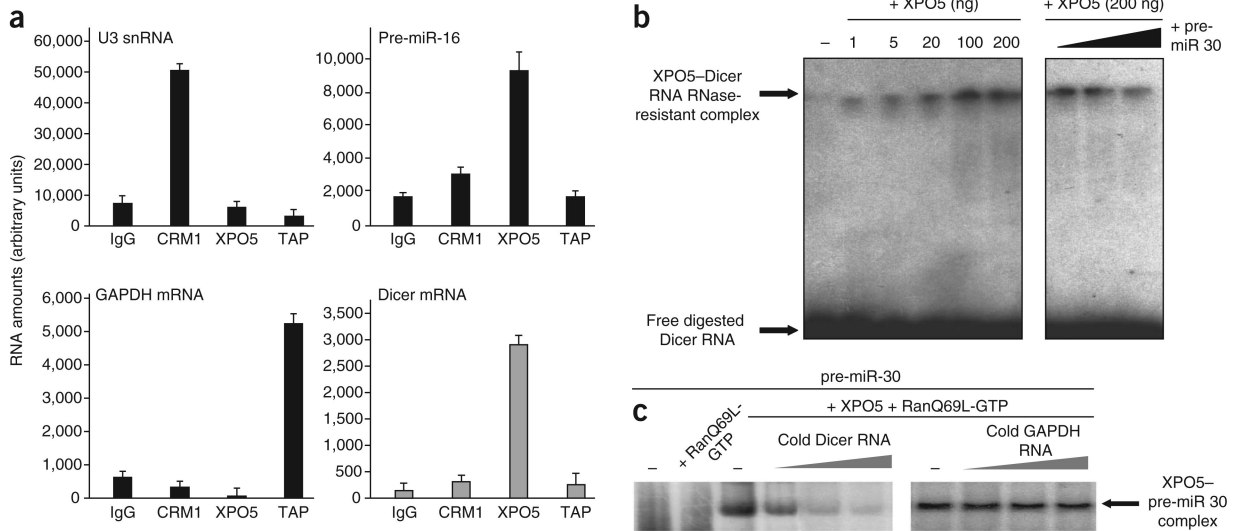 a
RNA amounts (arbitrary units)
U3 snRNA
60,000
50,000
40,000
30,000
20,000
10,000
0
IgG CRM1 XPO5 TAP
Pre-miR-16
10,000
8,000
6,000
4,000
2,000
0
IgG CRM1 XPO5 TAP
GAPDH mRNA
6,000
5,000
4,000
3,000
2,000
1,000
0
IgG CRM1 XPO5 TAP
Dicer mRNA
3,500
3,000
2,500
2,000
1,500
1,000
500
0
IgG CRM1 XPO5 TAP
b
+ XPO5 (ng)
– 1 5 20 100 200
+ XPO5 (200 ng)
+ pre-
miR 30
XPO5–Dicer
RNA RNase-
resistant complex
Free digested
Dicer RNA
c
pre-miR-30
+ XPO5 + RanQ69L-GTP
– + RanQ69L- –
GTP
Cold Dicer RNA
–
Cold GAPDH
RNA
XPO5–
pre-miR 30
complex